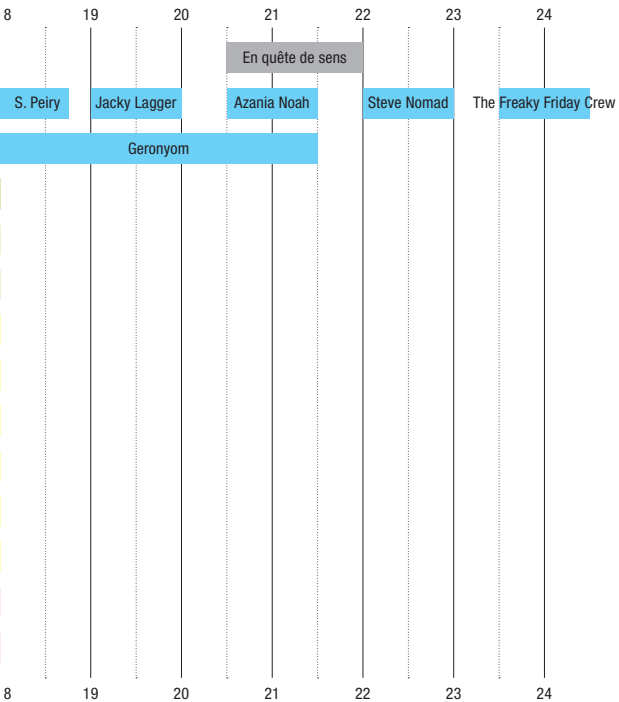 8 19 20 21 22 23 24
En quête de sens
S. Peiry Jacky Lagger Azania Noah Steve Nomad The Freaky Friday Crew
Geronyom
8 19 20 21 22 23 24